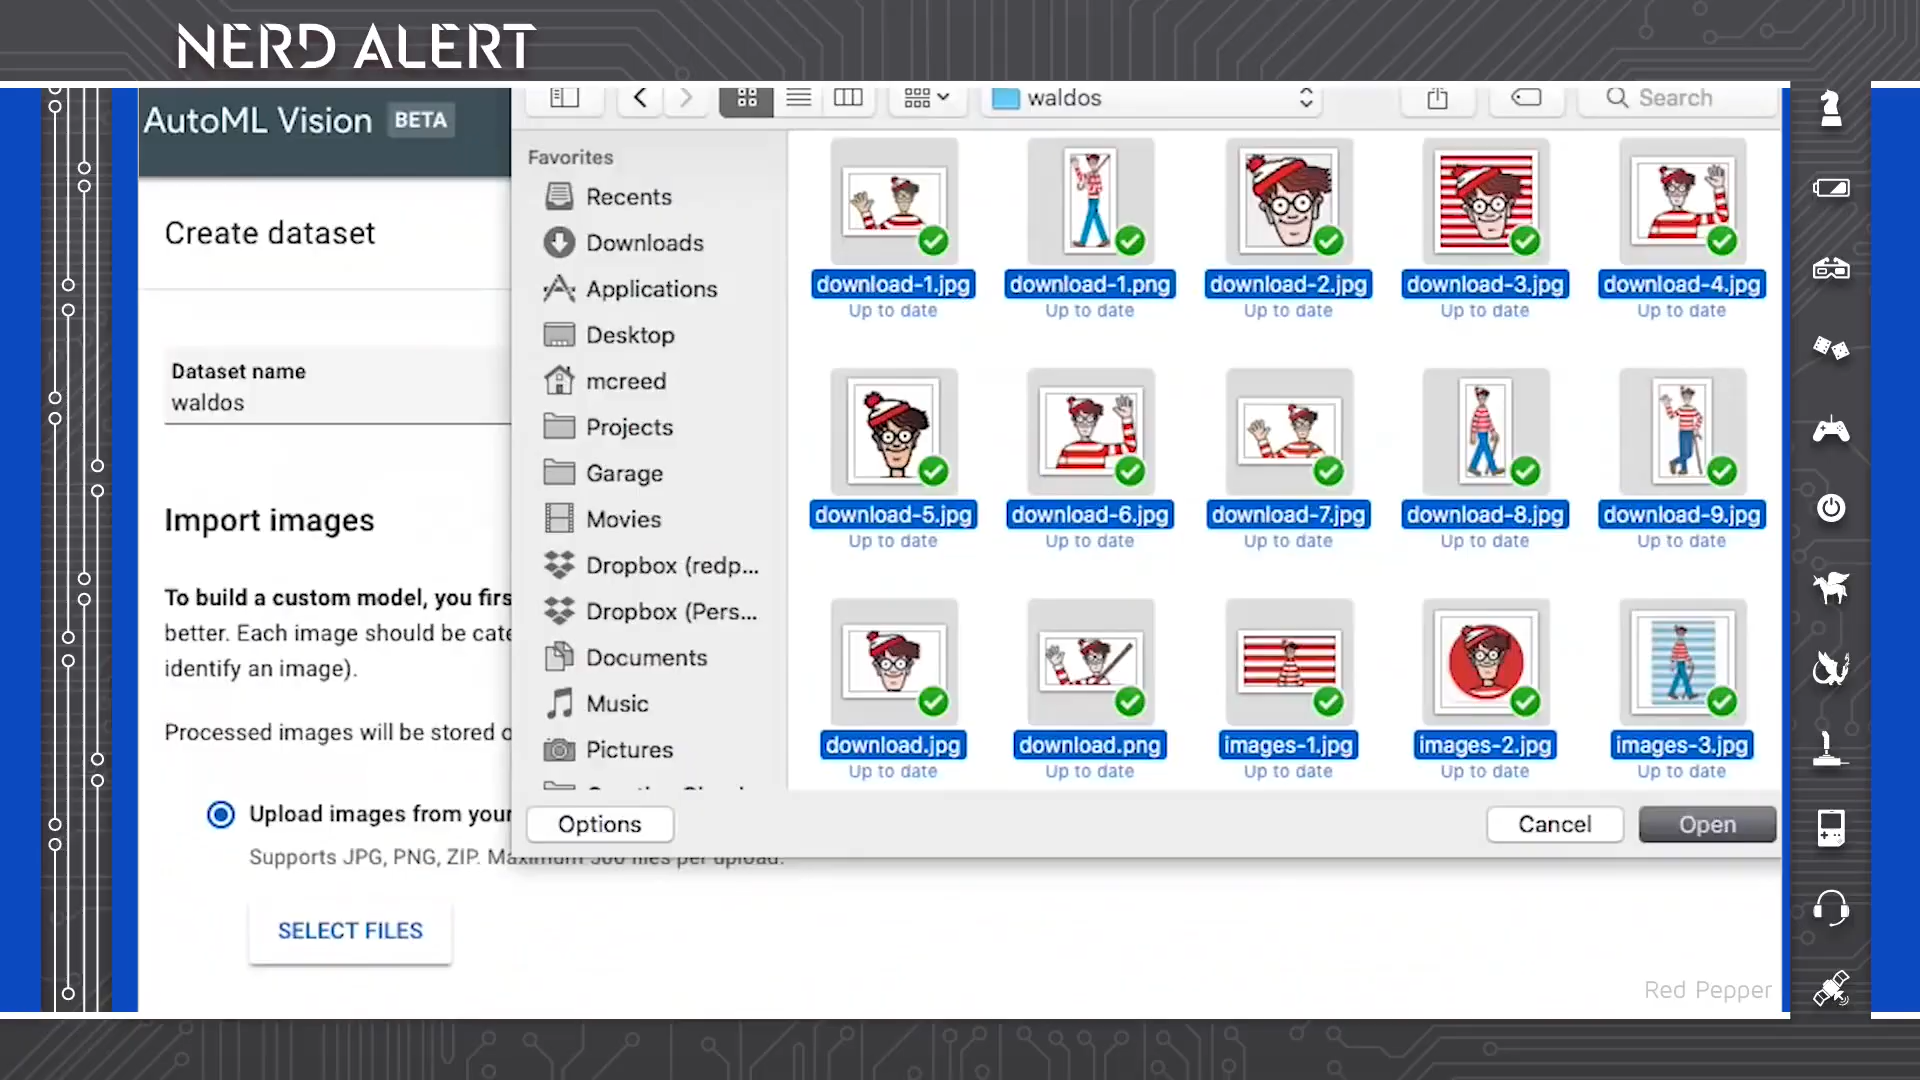 NERD ALERT
AutoML Vision BETA
waldos
Search
Create dataset
Dataset name
waldos
Import images
To build a custom model, you firs
better. Each image should be cate
identify an image).
Processed images will be stored o
Upload images from your
Supports JPG, PNG, ZIP. Maximum 500 files per upload.
SELECT FILES
Favorites
Recents
Downloads
Applications
Desktop
mcreed
Projects
Garage
Movies
Dropbox (redp...
Dropbox (Pers...
Documents
Music
Pictures
download-1.jpg download-1.png download-2.jpg download-3.jpg download-4.jpg
Up to date Up to date Up to date Up to date Up to date
download-5.jpg download-6.jpg download-7.jpg download-8.jpg download-9.jpg
Up to date Up to date Up to date Up to date Up to date
download.jpg download.png images-1.jpg images-2.jpg images-3.jpg
Up to date Up to date Up to date Up to date Up to date
Options
Cancel
Open
Red Pepper